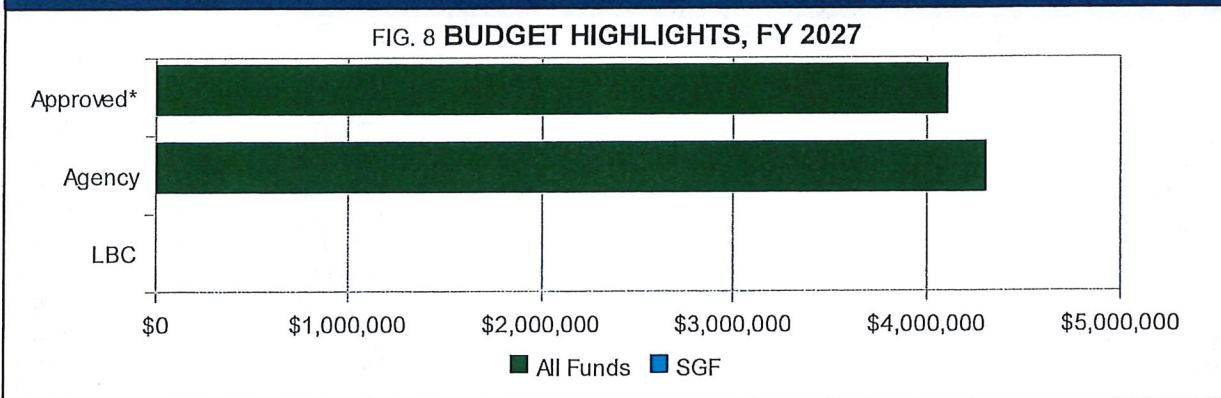 FIG. 8 BUDGET HIGHLIGHTS, FY 2027
Approved*
Agency
LBC
$0 $1,000,000 $2,000,000 $3,000,000 $4,000,000 $5,000,000
All Funds SGF